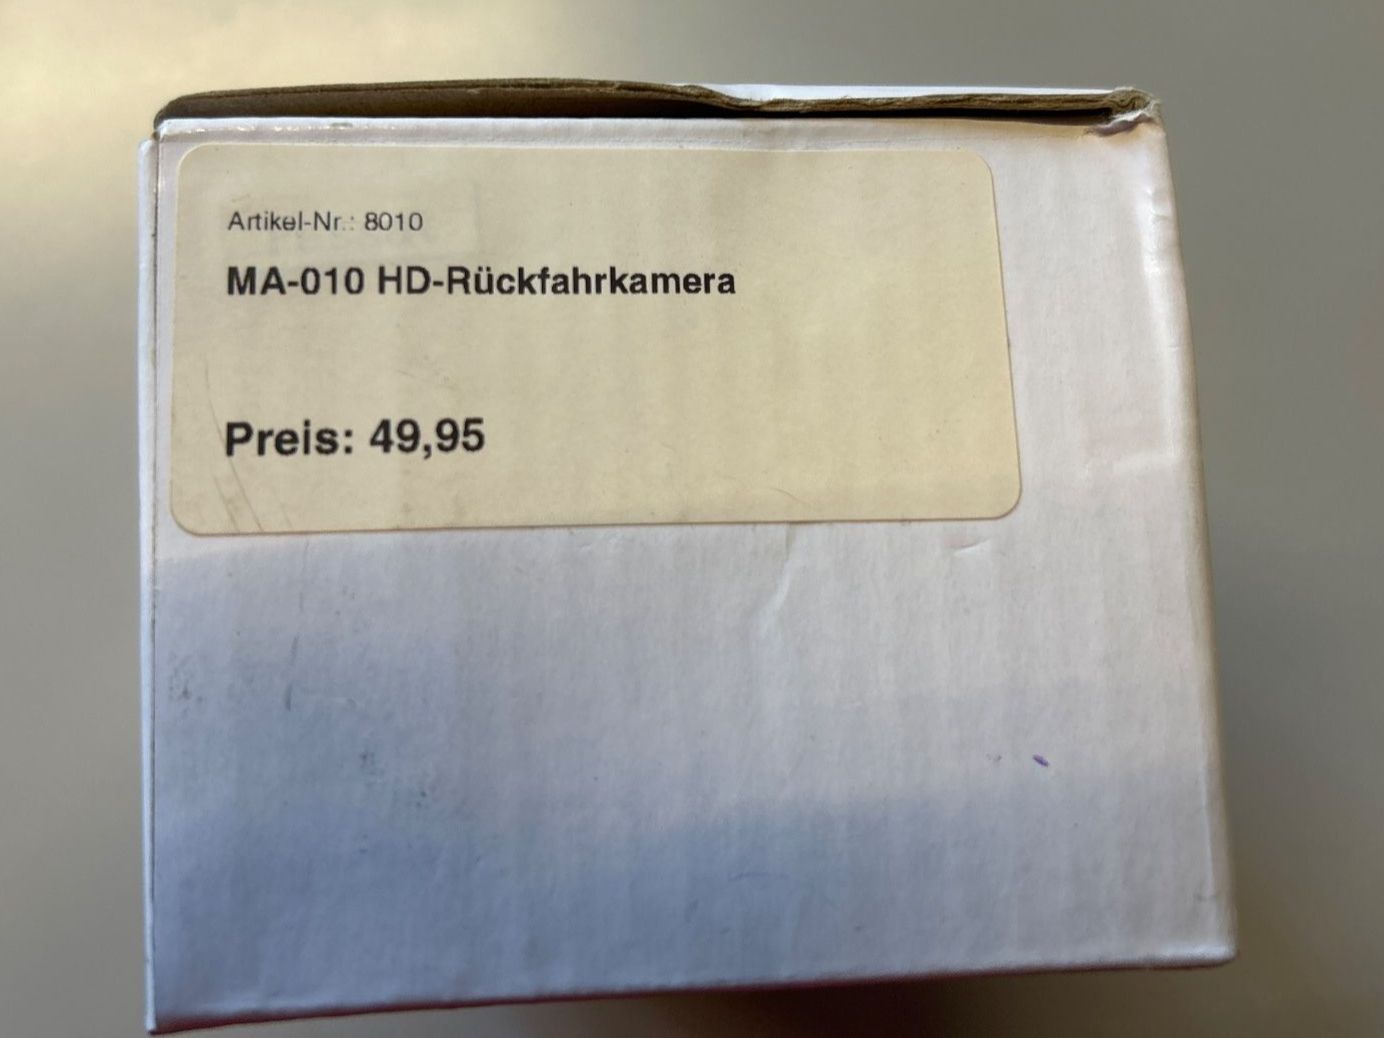 Artikel-Nr.: 8010
MA-010 HD-Rückfahrkamera
Preis: 49,95